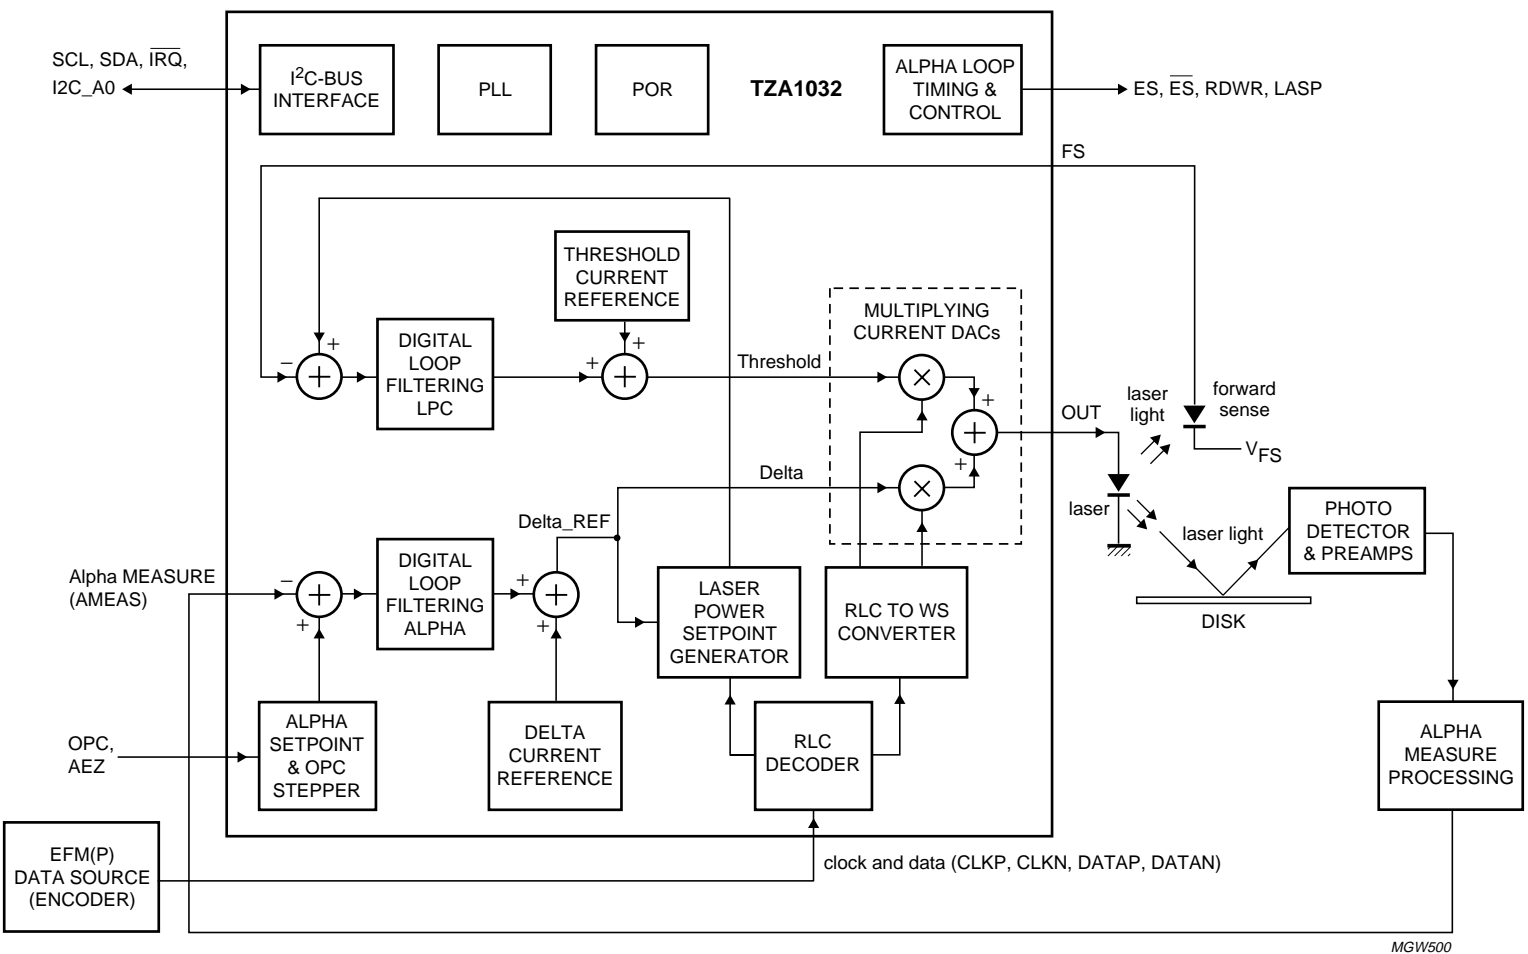 SCL, SDA, IRQ,
I2C_A0
I2C-BUS
INTERFACE
PLL
POR
TZA1032
ALPHA LOOP
TIMING &
CONTROL
ES, ES, RDWR, LASP
FS
THRESHOLD
CURRENT
REFERENCE
MULTIPLYING
CURRENT DACs
DIGITAL
LOOP
FILTERING
LPC
− +
+ +
Threshold
+
+
OUT
laser
light
forward
sense
VFS
Delta
laser
laser light
PHOTO
DETECTOR
& PREAMPS
DISK
Delta_REF
Alpha MEASURE
(AMEAS)
−
+
DIGITAL
LOOP
FILTERING
ALPHA
+
+
LASER
POWER
SETPOINT
GENERATOR
RLC TO WS
CONVERTER
OPC,
AEZ
ALPHA
SETPOINT
& OPC
STEPPER
DELTA
CURRENT
REFERENCE
RLC
DECODER
ALPHA
MEASURE
PROCESSING
EFM(P)
DATA SOURCE
(ENCODER)
clock and data (CLKP, CLKN, DATAP, DATAN)
MGW500